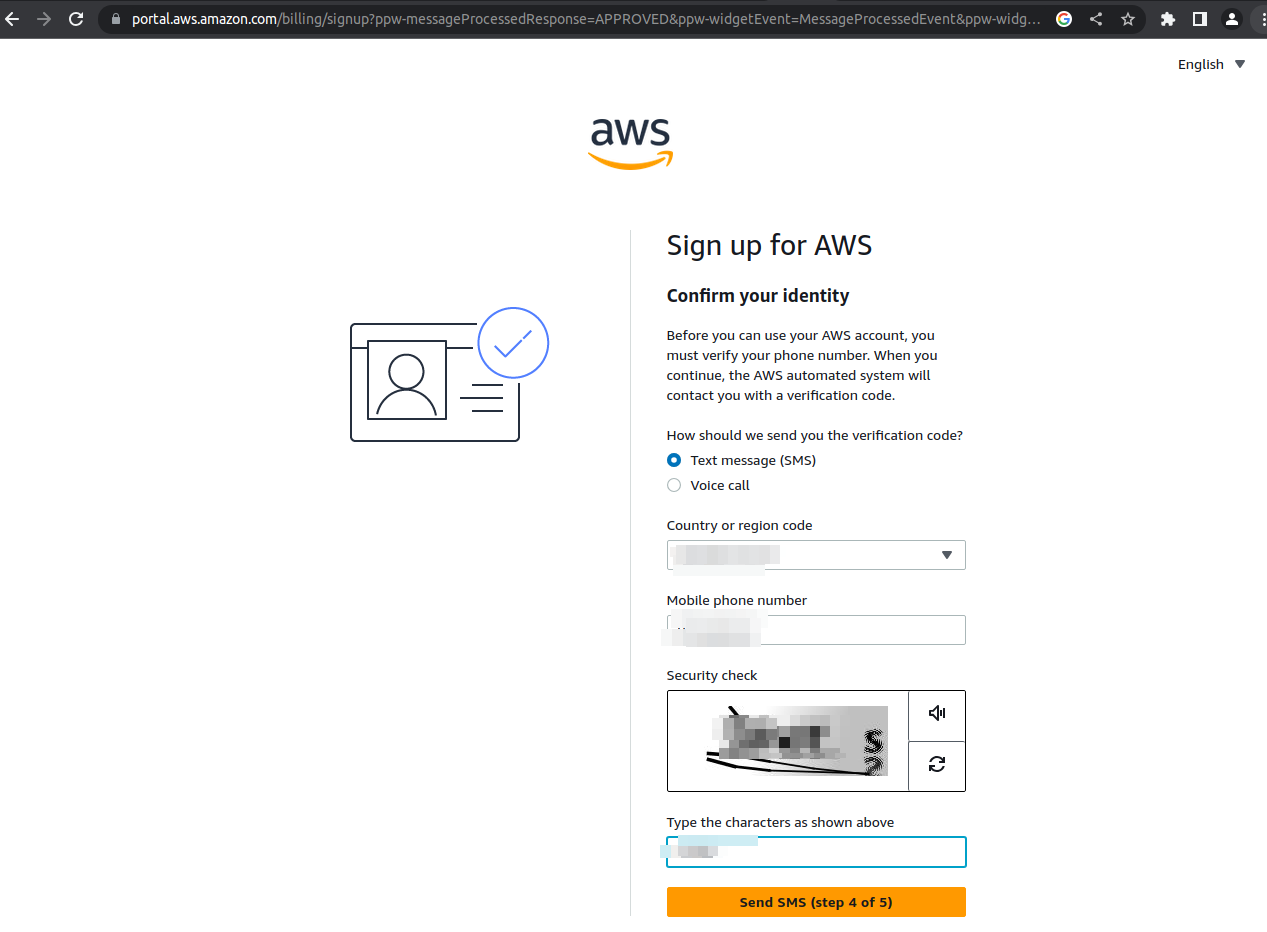 portal.aws.amazon.com/billing/signup?ppw-messageProcessedResponse=APPROVED&ppw-widgetEvent=MessageProcessedEvent&ppw-widg...
English
aws
Sign up for AWS
Confirm your identity
Before you can use your AWS account, you
must verify your phone number. When you
continue, the AWS automated system will
contact you with a verification code.
How should we send you the verification code?
Text message (SMS)
Voice call
Country or region code
Mobile phone number
Security check
Type the characters as shown above
Send SMS (step 4 of 5)